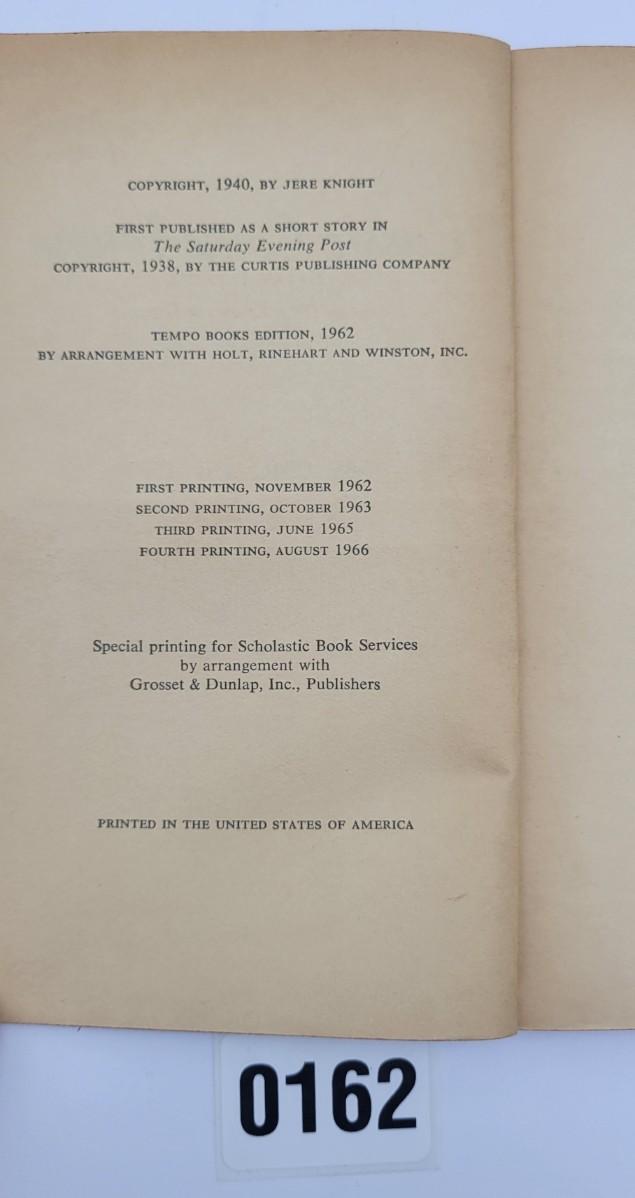 COPYRIGHT, 1940, BY JERE KNIGHT
FIRST PUBLISHED AS A SHORT STORY IN
The Saturday Evening Post
COPYRIGHT, 1938, BY THE CURTIS PUBLISHING COMPANY
TEMPO BOOKS EDITION, 1962
BY ARRANGEMENT WITH HOLT, RINEHART AND WINSTON, INC.
FIRST PRINTING, NOVEMBER 1962
SECOND PRINTING, OCTOBER 1963
THIRD PRINTING, JUNE 1965
FOURTH PRINTING, AUGUST 1966
Special printing for Scholastic Book Services
by arrangement with
Grosset & Dunlap, Inc., Publishers
PRINTED IN THE UNITED STATES OF AMERICA
0162